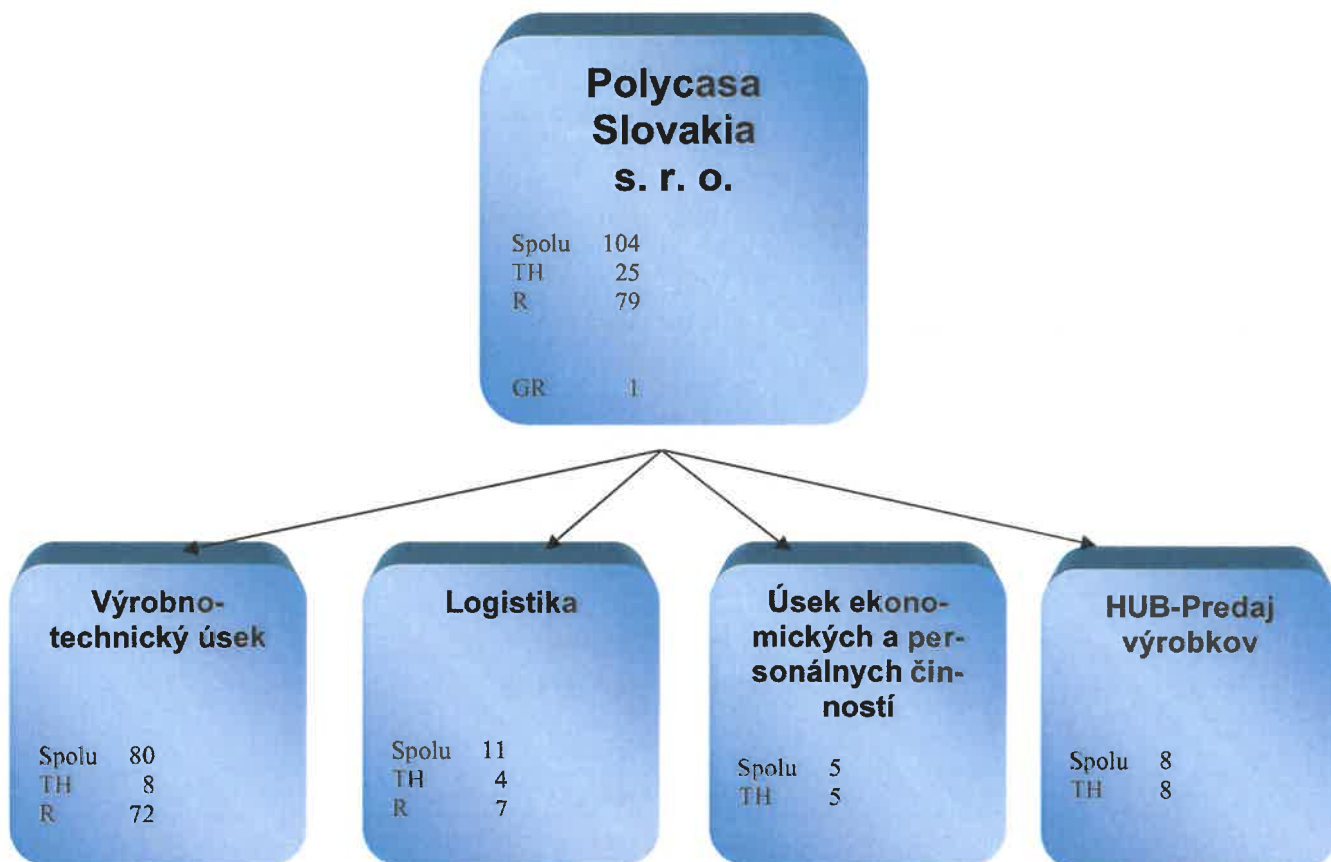 Polycasa
Slovakia
s. r. o.
Spolu 104
TH 25
R 79
GR 1
Výrobno-
technický úsek
Spolu 80
TH 8
R 72
Logistika
Spolu 11
TH 4
R 7
Úsek ekono-
mických a per-
sonálnych čin-
ností
Spolu 5
TH 5
HUB-Predaj
výrobkov
Spolu 8
TH 8